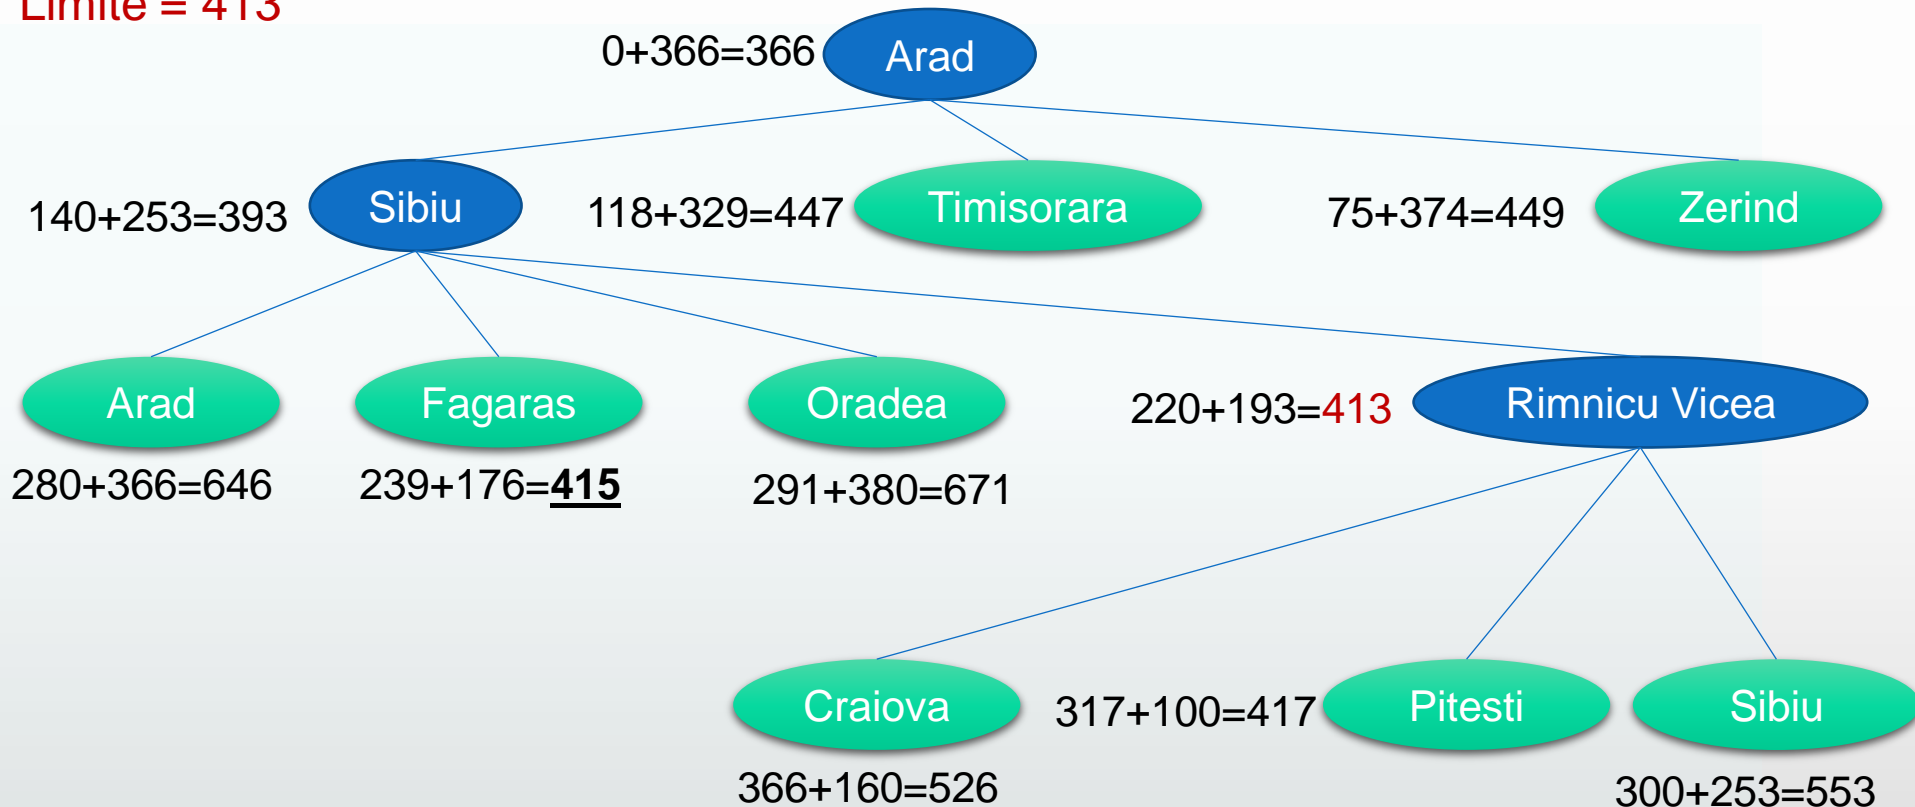 Limite = 413
0+366=366 Arad
140+253=393 Sibiu 118+329=447 Timisorara 75+374=449 Zerind
Arad Fagaras Oradea 220+193=413 Rimnicu Vicea
280+366=646 239+176=415 291+380=671
Craiova 317+100=417 Pitesti Sibiu
366+160=526 300+253=553